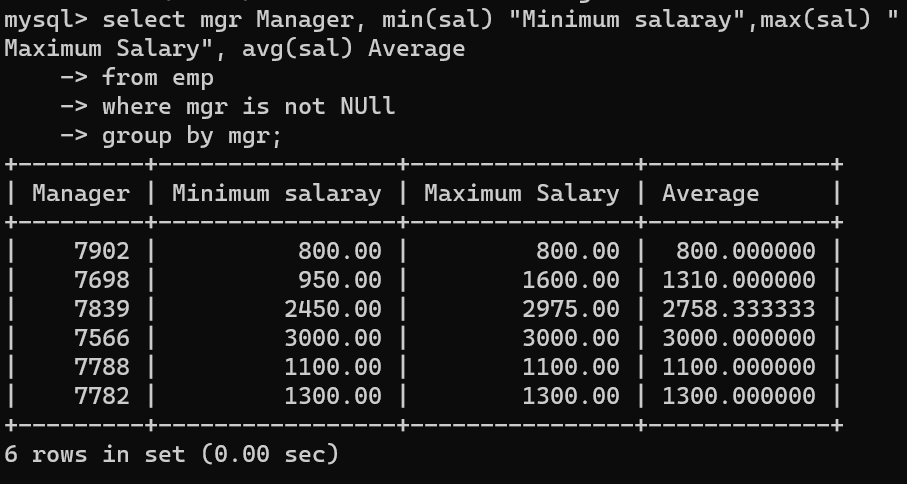 mysql> select mgr Manager, min(sal) "Minimum salaray",max(sal) "
Maximum Salary", avg(sal) Average
    -> from emp
    -> where mgr is not NUll
    -> group by mgr;
+---------+-----------------+----------------+-------------+
| Manager | Minimum salaray | Maximum Salary | Average     |
+---------+-----------------+----------------+-------------+
|    7902 |          800.00 |         800.00 |  800.000000 |
|    7698 |          950.00 |        1600.00 | 1310.000000 |
|    7839 |         2450.00 |        2975.00 | 2758.333333 |
|    7566 |         3000.00 |        3000.00 | 3000.000000 |
|    7788 |         1100.00 |        1100.00 | 1100.000000 |
|    7782 |         1300.00 |        1300.00 | 1300.000000 |
+---------+-----------------+----------------+-------------+
6 rows in set (0.00 sec)